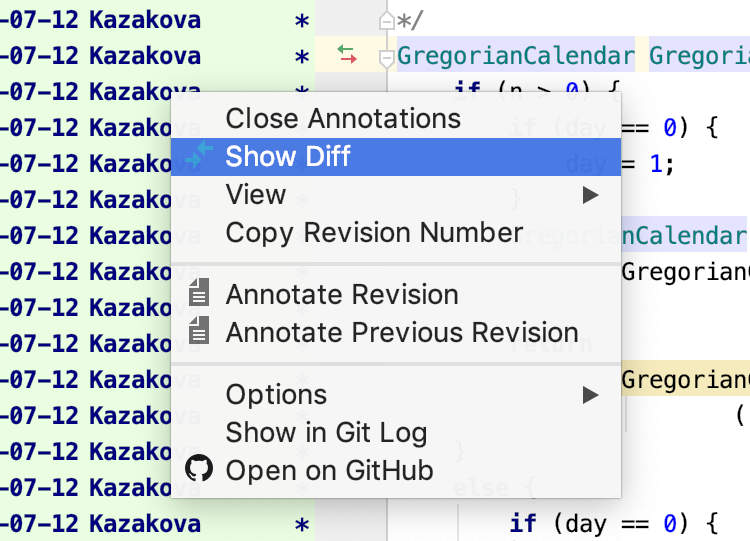 -07-12 Kazakova * */
-07-12 Kazakova * GregorianCalendar Gregoria
-07-12 Kazakova if (n > 0) {
-07-12 Kazakova Close Annotations if (day == 0) {
-07-12 Kazakova Show Diff day = 1;
-07-12 Kazakova View }
-07-12 Kazakova Copy Revision Number GregorianCalendar
-07-12 Kazakova GregorianC
-07-12 Kazakova Annotate Revision
-07-12 Kazakova Annotate Previous Revision return
-07-12 Kazakova GregorianC
-07-12 Kazakova Options (
-07-12 Kazakova Show in Git Log }
-07-12 Kazakova Open on GitHub else {
-07-12 Kazakova * if (day == 0) {